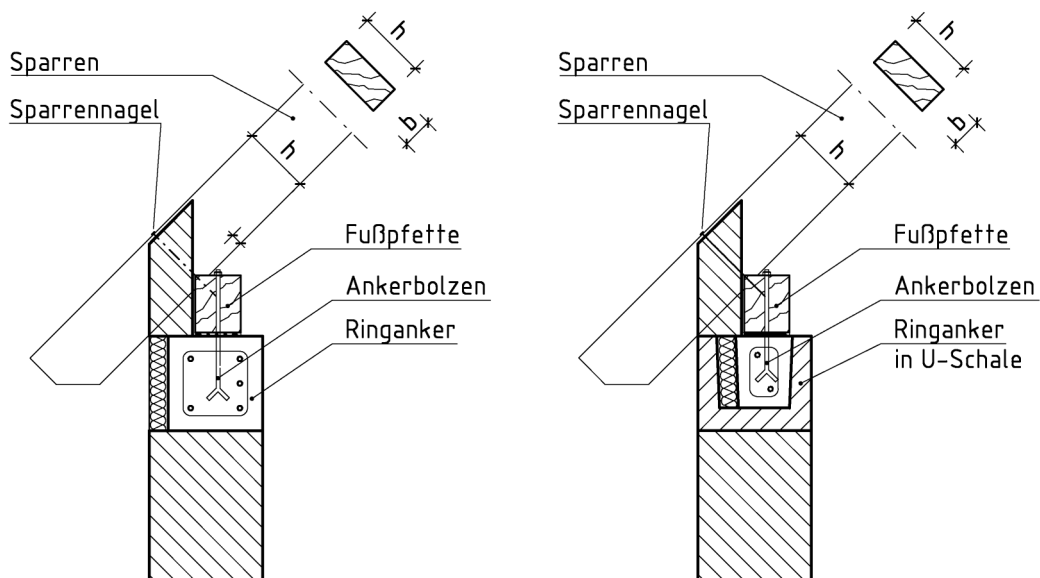 h
Sparren
Sparrennagel
b
h
Fußpfette
Ankerbolzen
Ringanker
h
Sparren
Sparrennagel
b
h
Fußpfette
Ankerbolzen
Ringanker
in U-Schale